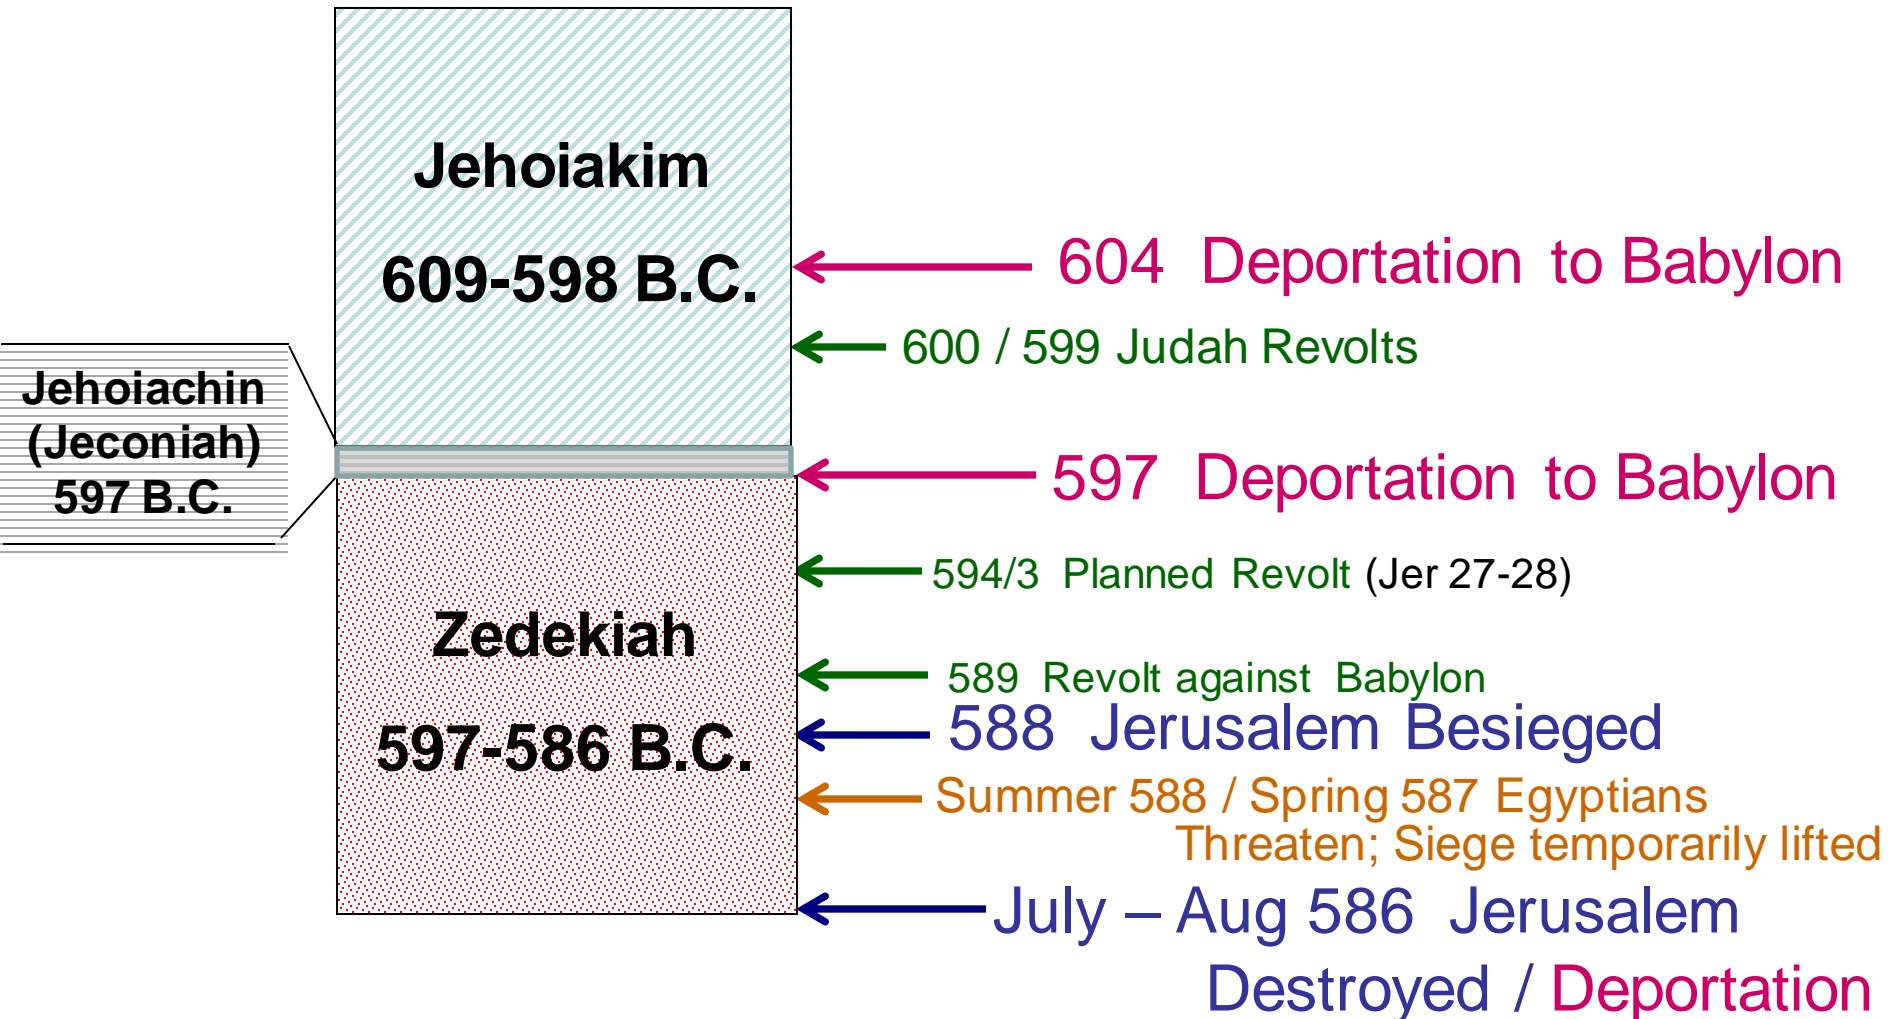 Jehoiakim
609-598 B.C.
604 Deportation to Babylon
600 / 599 Judah Revolts
Jehoiachin
(Jeconiah)
597 B.C.
597 Deportation to Babylon
594/3 Planned Revolt (Jer 27-28)
Zedekiah
597-586 B.C.
589 Revolt against Babylon
588 Jerusalem Besieged
Summer 588 / Spring 587 Egyptians
Threaten; Siege temporarily lifted
July – Aug 586 Jerusalem
Destroyed / Deportation